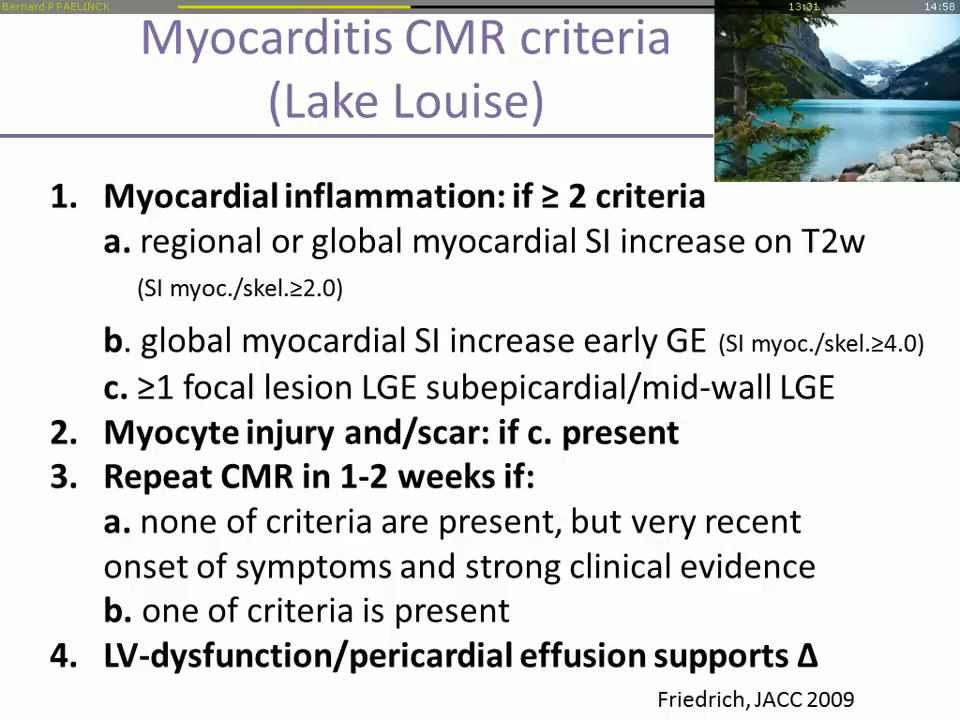 Bernard P PAELINCK 13:31 14:58
Myocarditis CMR criteria
(Lake Louise)
1. Myocardial inflammation: if ≥ 2 criteria
a. regional or global myocardial SI increase on T2w
(SI myoc./skel.≥2.0)
b. global myocardial SI increase early GE (SI myoc./skel.≥4.0)
c. ≥1 focal lesion LGE subepicardial/mid-wall LGE
2. Myocyte injury and/scar: if c. present
3. Repeat CMR in 1-2 weeks if:
a. none of criteria are present, but very recent
onset of symptoms and strong clinical evidence
b. one of criteria is present
4. LV-dysfunction/pericardial effusion supports Δ
Friedrich, JACC 2009